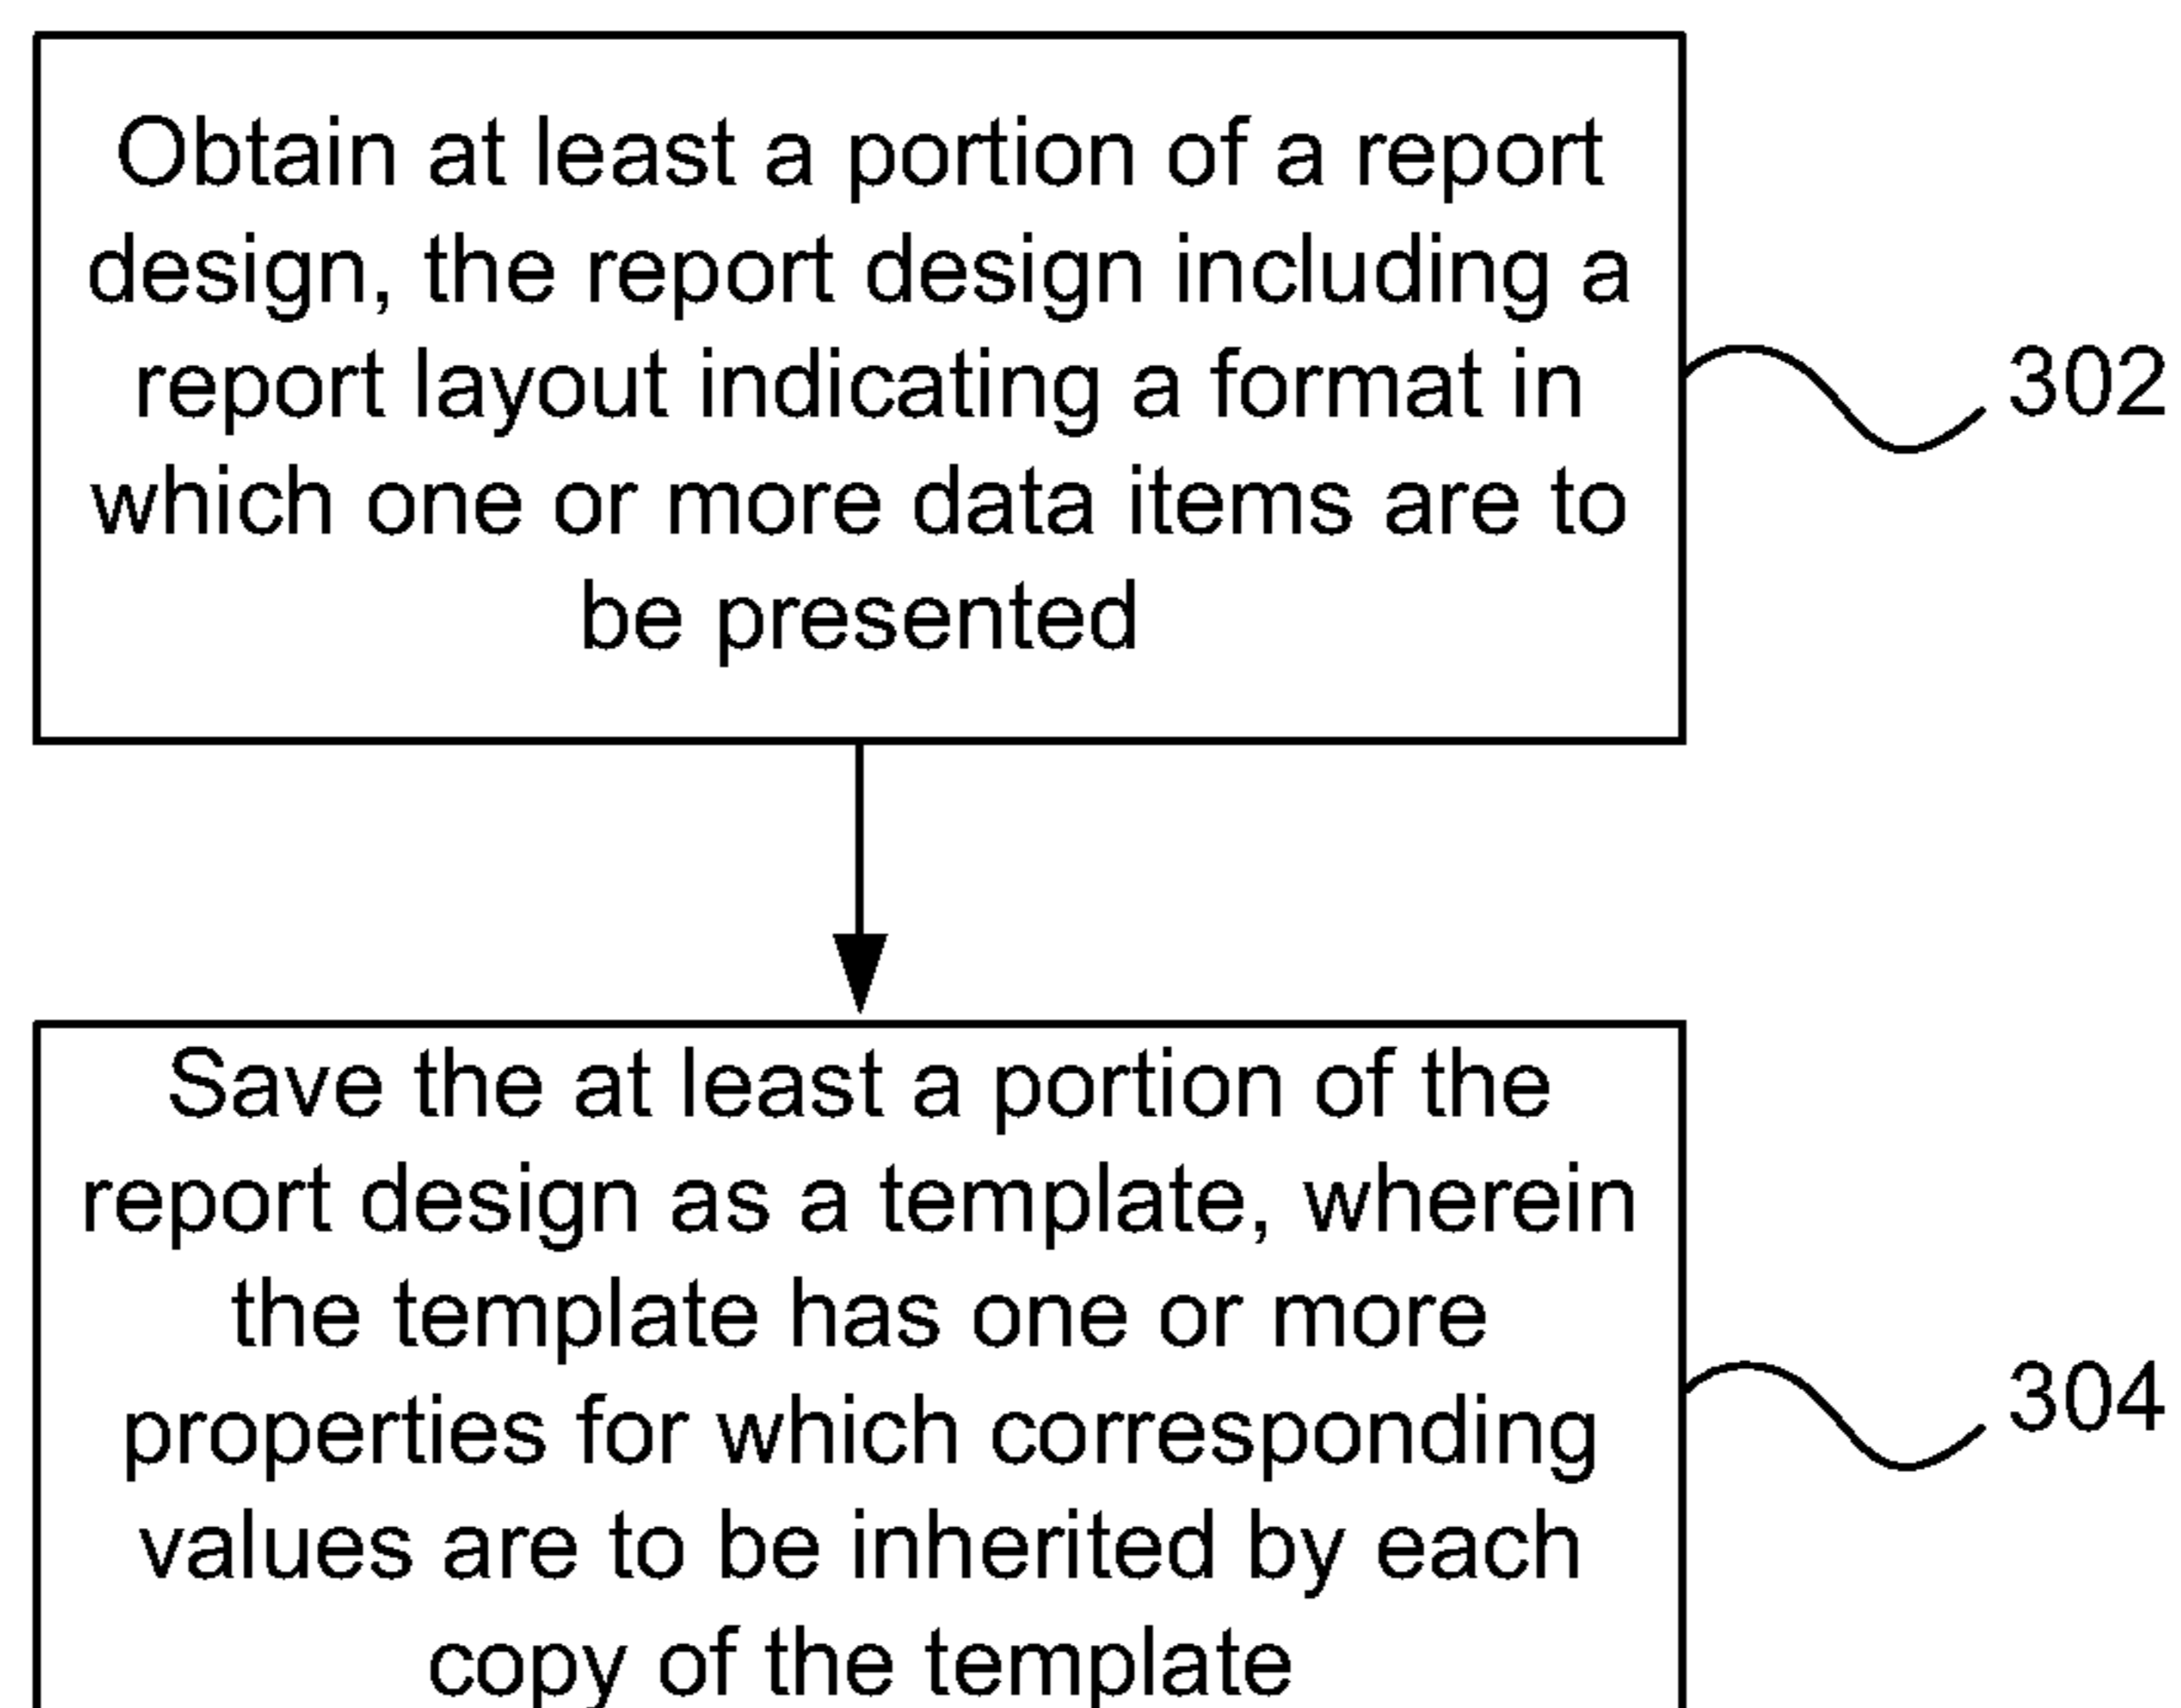 Obtain at least a portion of a report
design, the report design including a
report layout indicating a format in
which one or more data items are to
be presented
302
Save the at least a portion of the
report design as a template, wherein
the template has one or more
properties for which corresponding
values are to be inherited by each
copy of the template
304